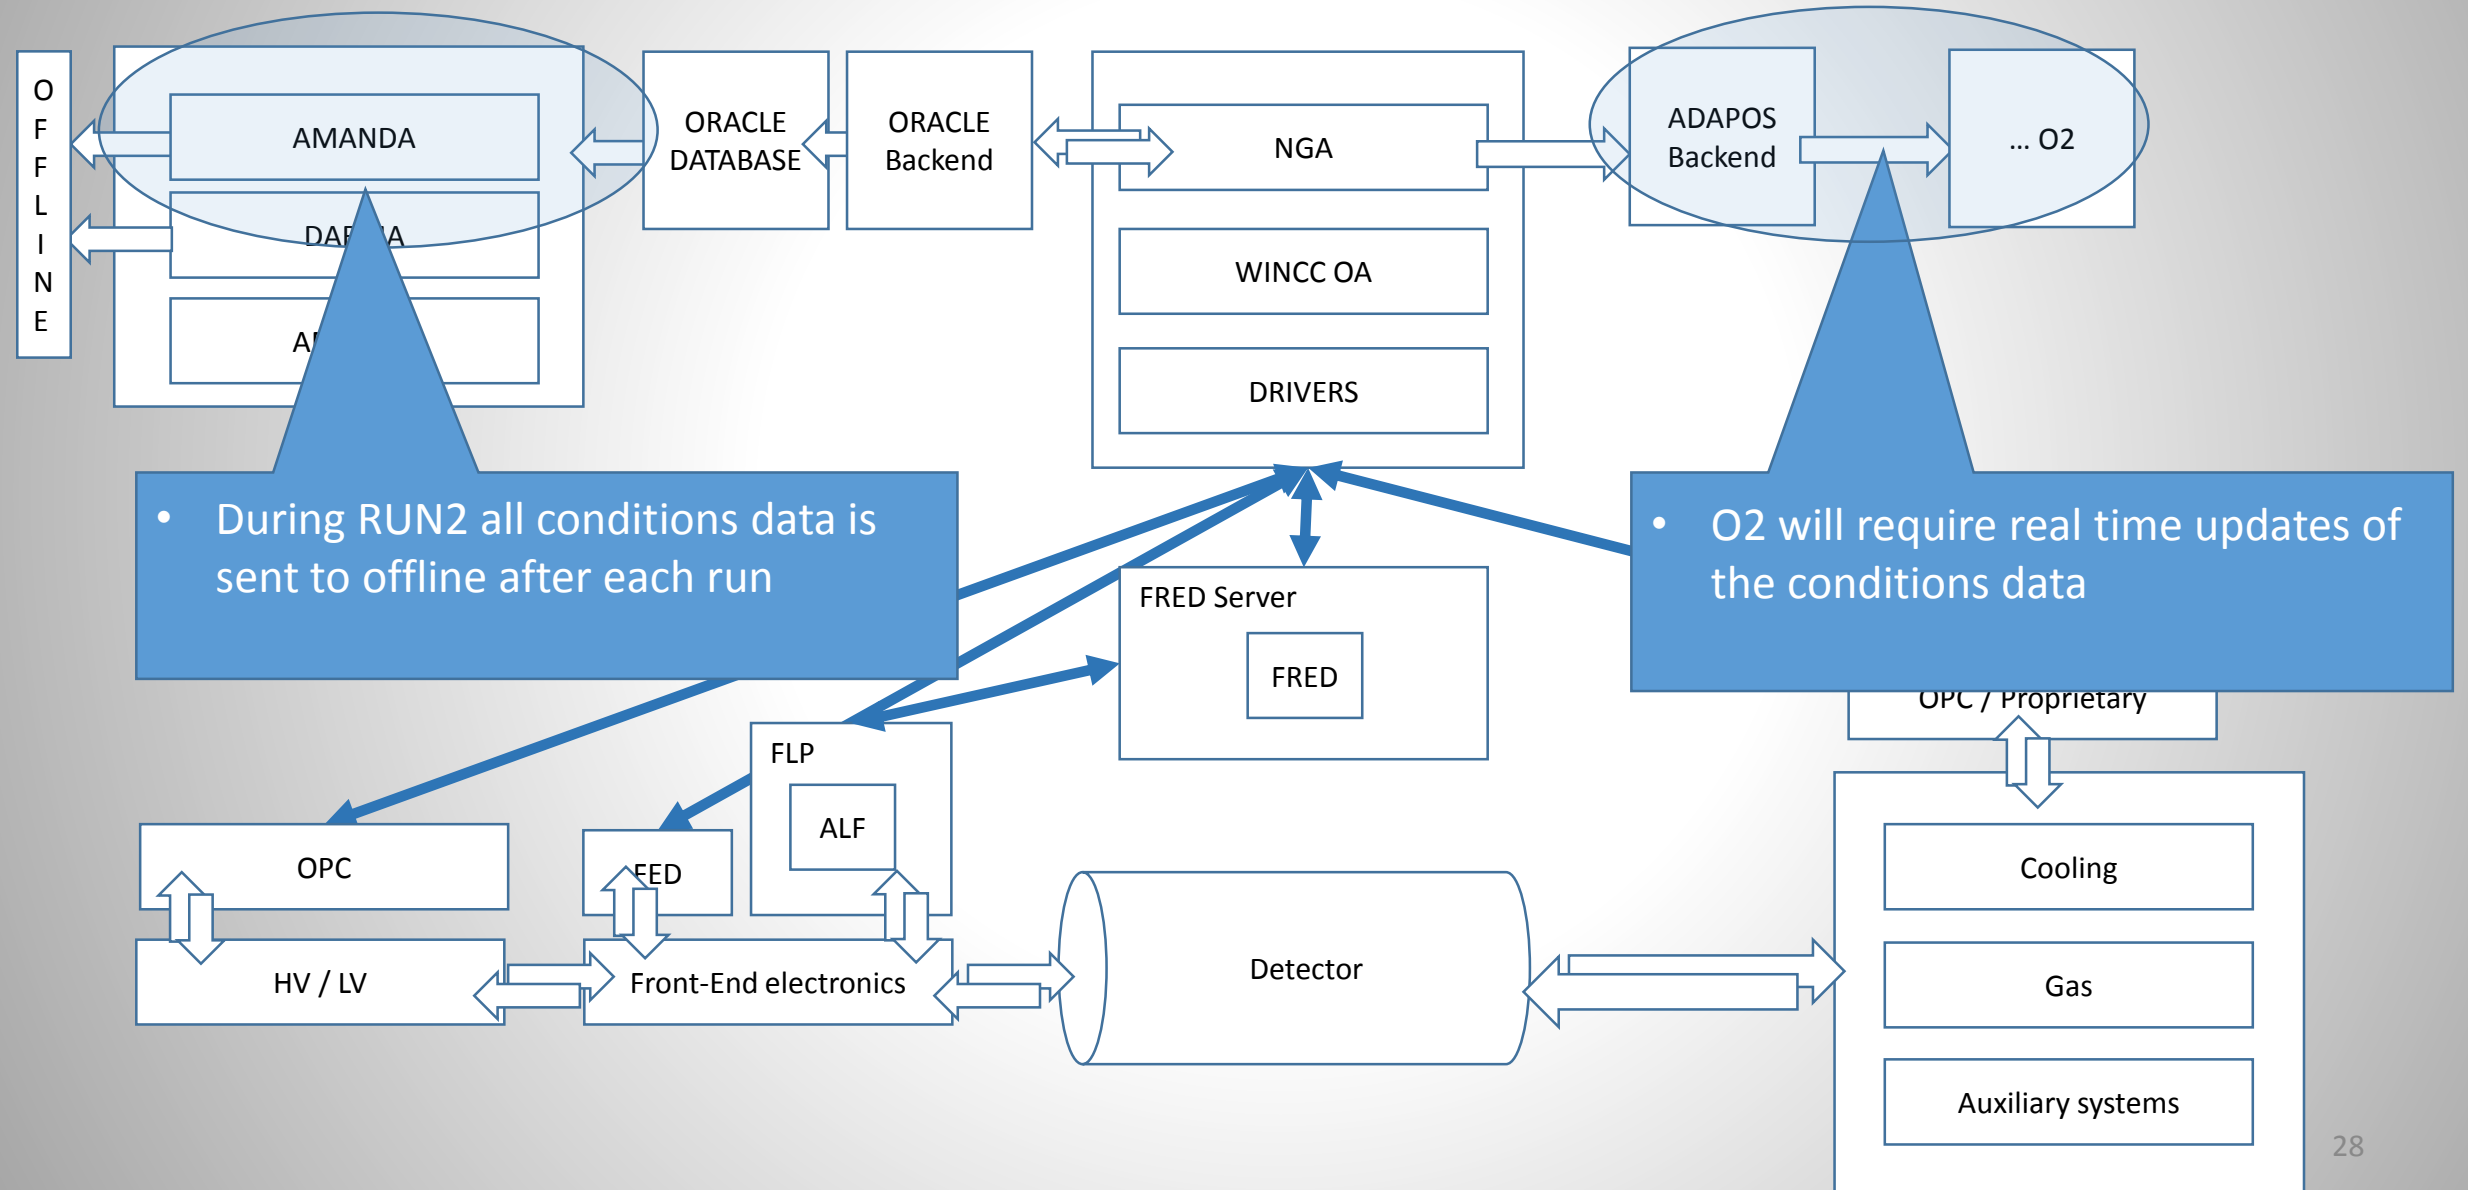 OFFLINE
AMANDA
ORACLE
DATABASE
ORACLE
Backend
NGA
WINCC OA
DRIVERS
ADAPOS
Backend
... O2
• During RUN2 all conditions data is
sent to offline after each run
• O2 will require real time updates of
the conditions data
FRED Server
FRED
OPC / Proprietary
FLP
ALF
OPC
FED
HV / LV
Front-End electronics
Detector
Cooling
Gas
Auxiliary systems
28